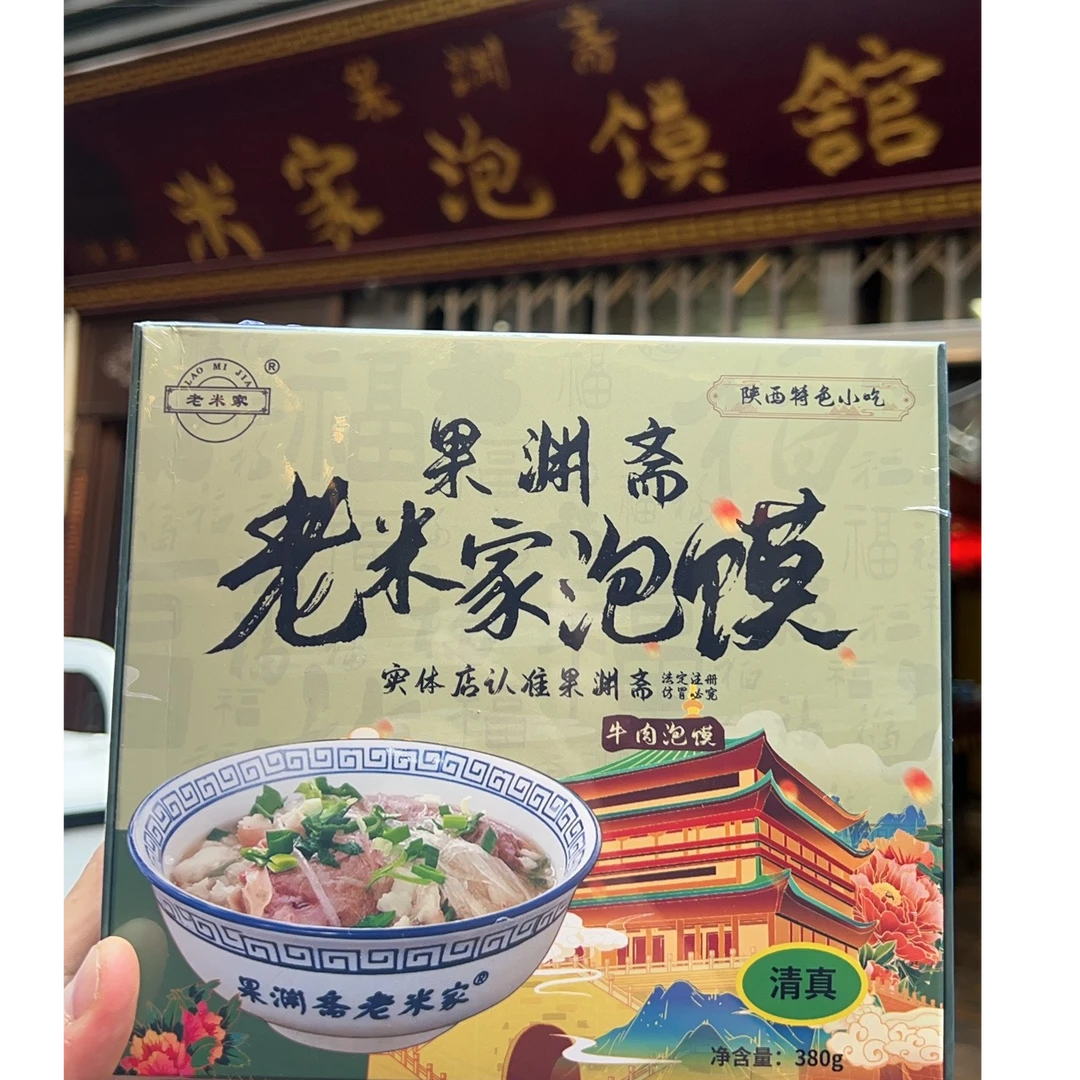 果渊斋
米家泡馍館
LAO MI JIA
®
老米家
陕西特色小吃
果渊斋
老米家泡馍
实体店认准果渊斋
法定注册
仿冒必究
牛肉泡馍
果渊斋老米家®
清真
净含量：380g